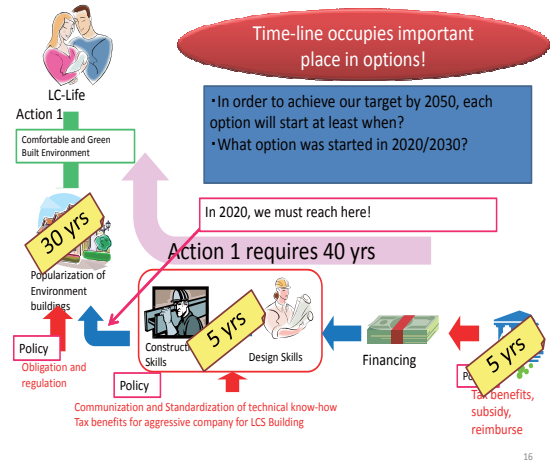 Time-line occupies important
place in options!
LC-Life
Action 1
・In order to achieve our target by 2050, each
option will start at least when?
・What option was started in 2020/2030?
Comfortable and Green
Built Environment
In 2020, we must reach here!
30 yrs
Action 1 requires 40 yrs
Popularization of
Environment
buildings
5 yrs
Skills
Design Skills
Financing
5 yrs
Policy
Obligation and
regulation
Policy
Tax benefits,
subsidy,
reimburse
Communization and Standardization of technical know-how
Tax benefits for aggressive company for LCS Building
16